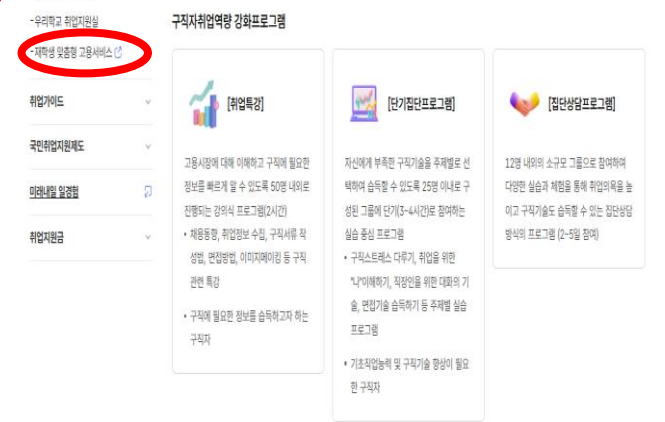 -우리학교 취업지원실
-재학생 맞춤형 고용서비스
취업가이드
국민취업지원제도
미래내일 일경험
취업지원금
구직자취업역량 강화프로그램
[취업특강]
고용시장에 대해 이해하고 구직에 필요한
정보를 빠르게 알 수 있도록 50명 내외로
진행되는 강의식 프로그램(2시간)
• 채용동향, 취업정보 수집, 구직서류 작
성법, 면접방법, 이미지메이킹 등 구직
관련 특강
• 구직에 필요한 정보를 습득하고자 하는
구직자
[단기집단프로그램]
자신에게 부족한 구직기술을 주제별로 선
택하여 습득할 수 있도록 25명 이내로 구
성된 그룹에 단기(3~4시간)로 참여하는
실습 중심 프로그램
• 구직스트레스 다루기, 취업을 위한
"나"이해하기, 직장인을 위한 대화의 기
술, 면접기술 습득하기 등 주제별 실습
프로그램
• 기초직업능력 및 구직기술 향상이 필요
한 구직자
[집단상담프로그램]
12명 내외의 소규모 그룹으로 참여하여
다양한 실습과 체험을 통해 취업의욕을 높
이고 구직기술도 습득할 수 있는 집단상담
방식의 프로그램 (2~5일 참여)